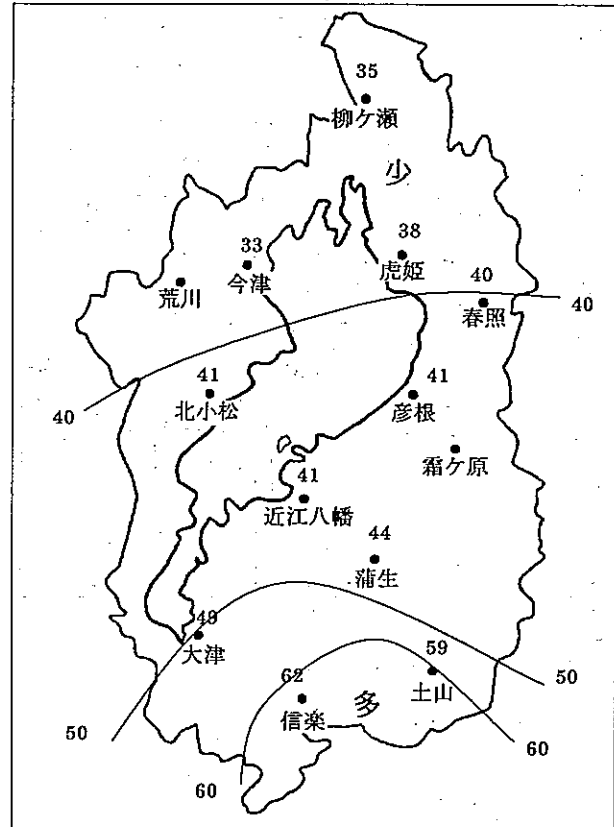 35
柳ケ瀬
少
33
今津
38
虎姫
荒川
40
春照
40
41
北小松
41
彦根
40
霜ケ原
41
近江八幡
44
蒲生
49
大津
59
土山
62
信楽
多
50
50
60
60